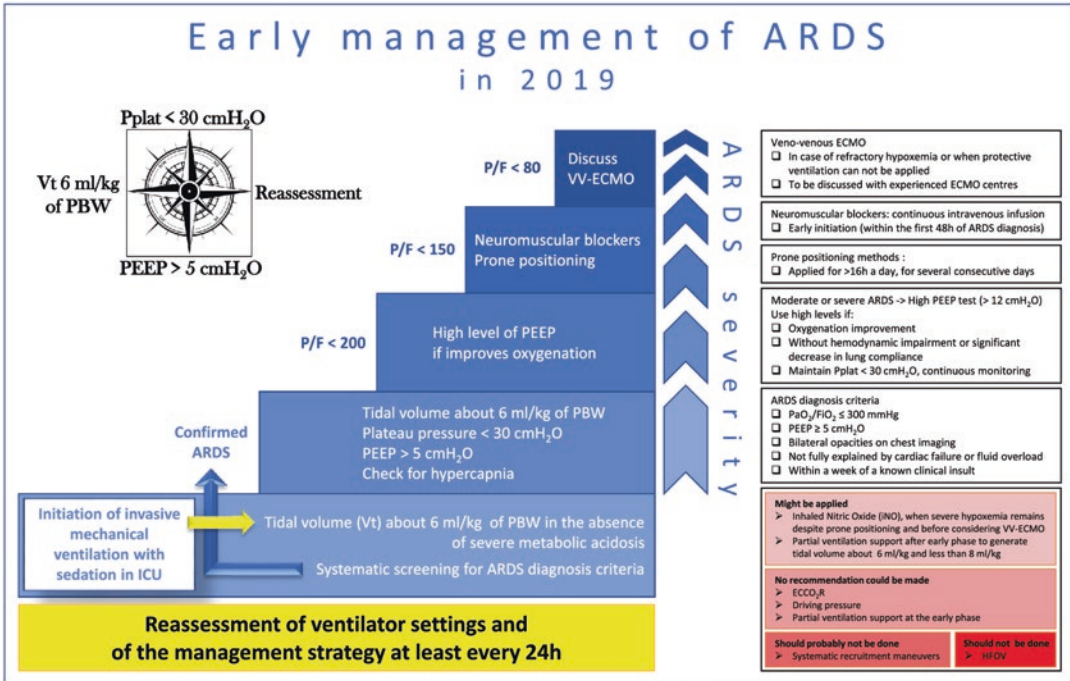 Early management of ARDS
in 2019
Pplat < 30 cmH₂O
Vt 6 ml/kg
of PBW
Reassessment
PEEP > 5 cmH₂O
P/F < 80
Discuss
VV-ECMO
P/F < 150
Neuromuscular blockers
Prone positioning
P/F < 200
High level of PEEP
if improves oxygenation
Confirmed
ARDS
Tidal volume about 6 ml/kg of PBW
Plateau pressure < 30 cmH₂O
PEEP > 5 cmH₂O
Check for hypercapnia
Initiation of invasive
mechanical
ventilation with
sedation in ICU
Tidal volume (Vt) about 6 ml/kg of PBW in the absence
of severe metabolic acidosis
Systematic screening for ARDS diagnosis criteria
Reassessment of ventilator settings and
of the management strategy at least every 24h
ARDS severity
Veno-venous ECMO
❑ In case of refractory hypoxemia or when protective
ventilation can not be applied
❑ To be discussed with experienced ECMO centres
Neuromuscular blockers: continuous intravenous infusion
❑ Early initiation (within the first 48h of ARDS diagnosis)
Prone positioning methods :
❑ Applied for >16h a day, for several consecutive days
Moderate or severe ARDS -> High PEEP test (> 12 cmH₂O)
Use high levels if:
❑ Oxygenation improvement
❑ Without hemodynamic impairment or significant
decrease in lung compliance
❑ Maintain Pplat < 30 cmH₂O, continuous monitoring
ARDS diagnosis criteria
❑ PaO₂/FiO₂ ≤ 300 mmHg
❑ PEEP ≥ 5 cmH₂O
❑ Bilateral opacities on chest imaging
❑ Not fully explained by cardiac failure or fluid overload
❑ Within a week of a known clinical insult
Might be applied
➢ Inhaled Nitric Oxide (iNO), when severe hypoxemia remains
despite prone positioning and before considering VV-ECMO
➢ Partial ventilation support after early phase to generate
tidal volume about 6 ml/kg and less than 8 ml/kg
No recommendation could be made
➢ ECCO₂R
➢ Driving pressure
➢ Partial ventilation support at the early phase
Should probably not be done
➢ Systematic recruitment maneuvers
Should not be done
➢ HFOV